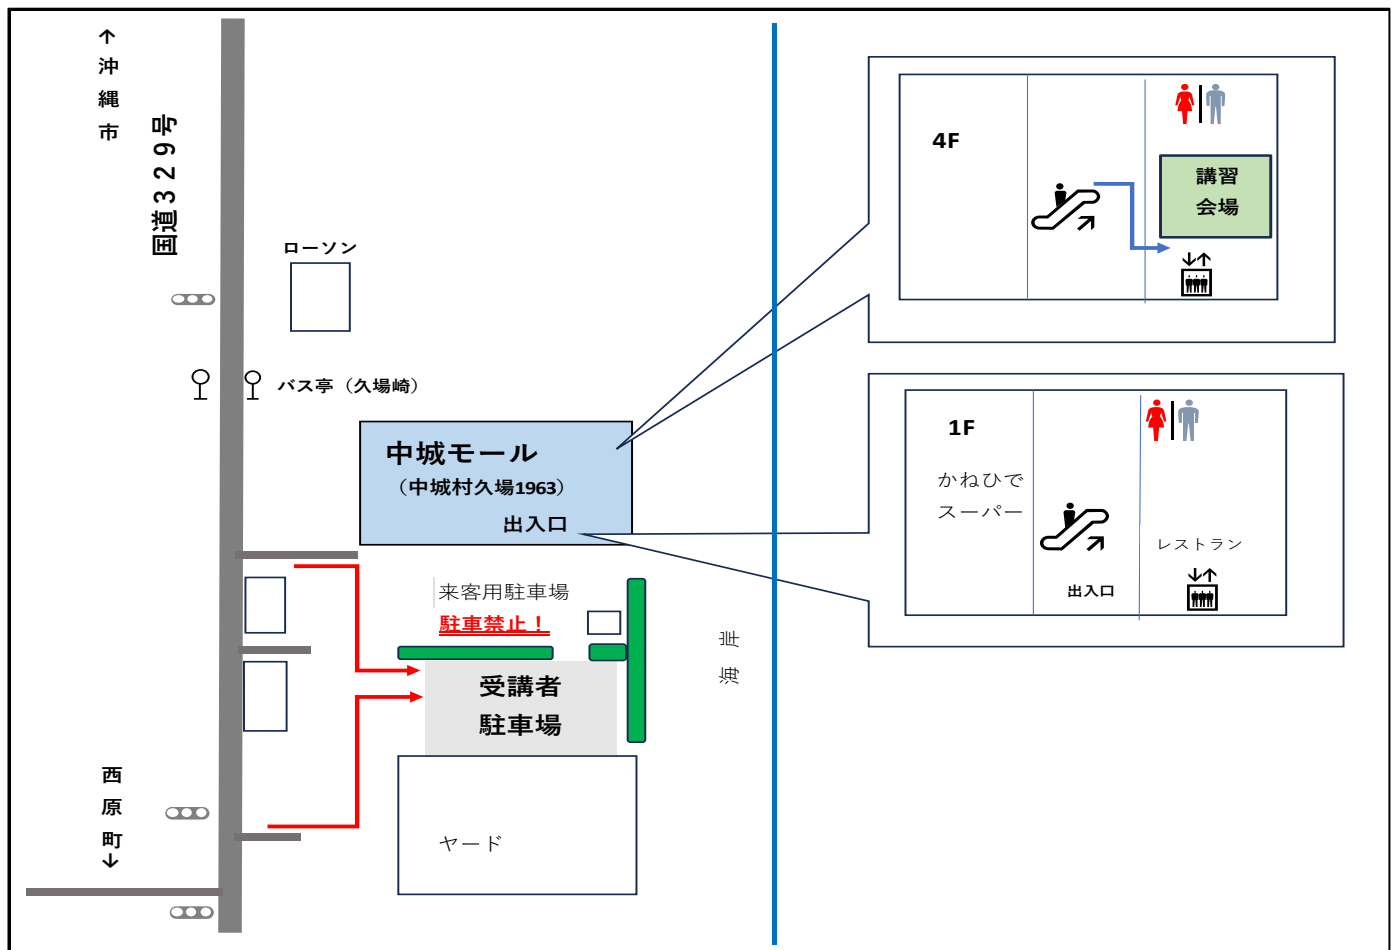 ↑沖縄市
国道329号
ローソン
バス亭（久場崎）
中城モール
（中城村久場1963）
出入口
来客用駐車場
駐車禁止！
受講者
駐車場
ヤード
西原町↓
海岸
4F
講習
会場
1F
かねひで
スーパー
レストラン
出入口